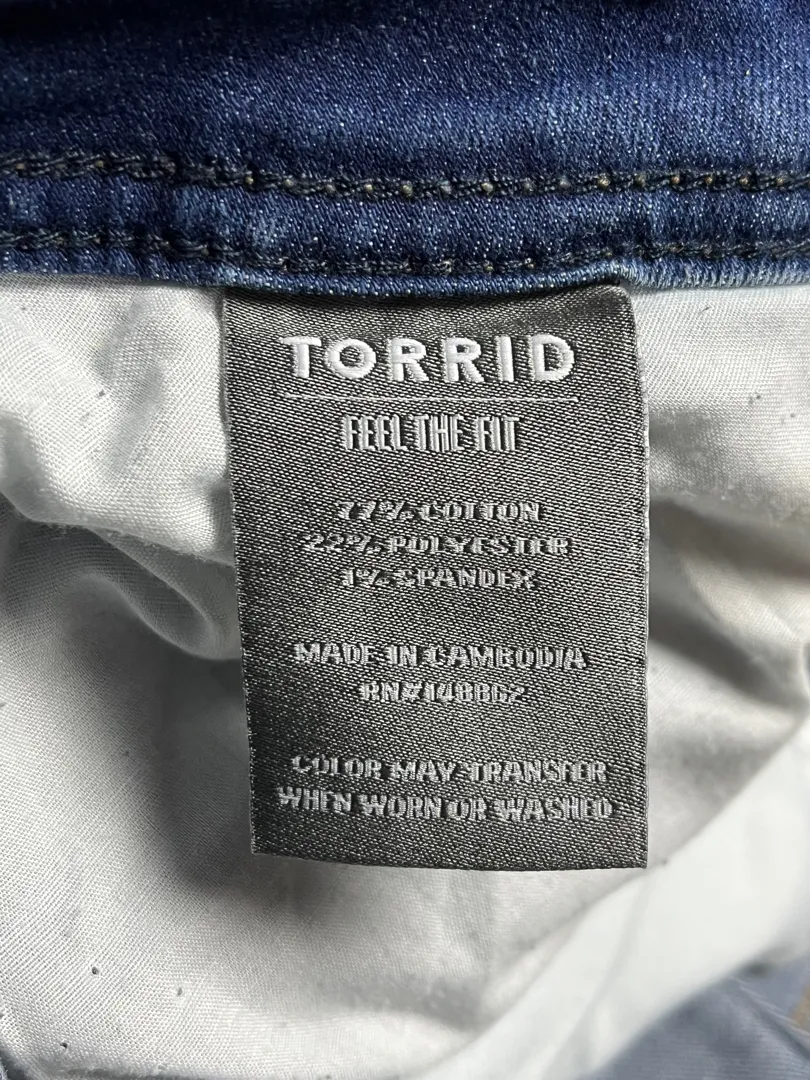 TORRID
FEEL THE FIT
77% COTTON
22% POLYESTER
1% SPANDEX
MADE IN CAMBODIA
RN#148862
COLOR MAY TRANSFER
WHEN WORN OR WASHED